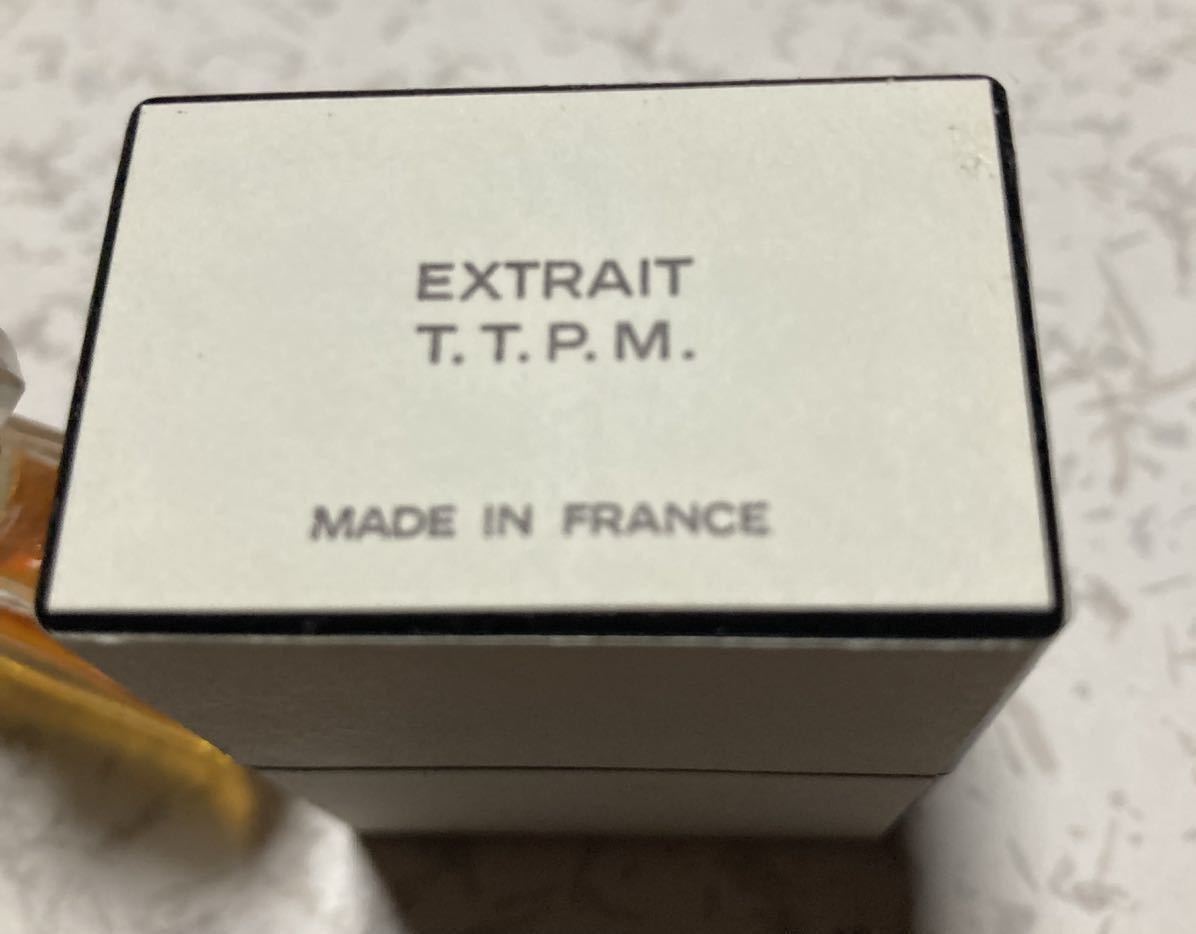 EXTRAIT
T. T. P. M.
MADE IN FRANCE